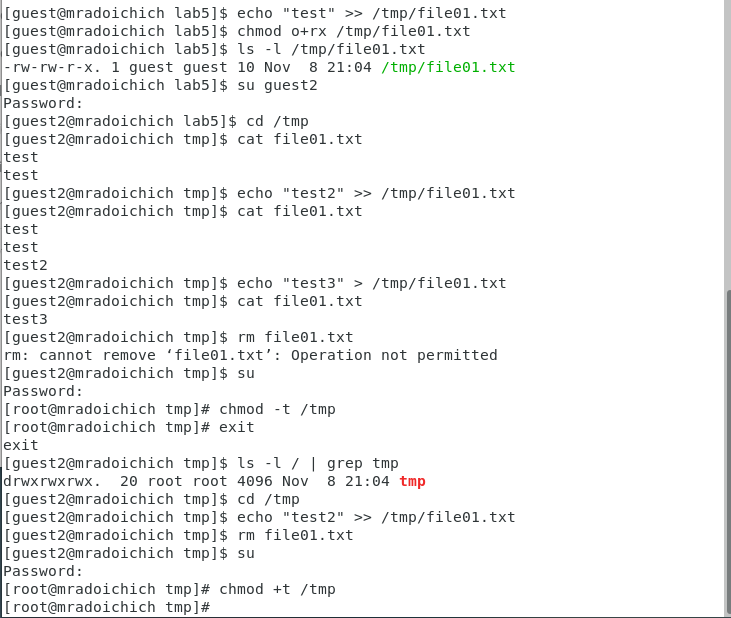 [guest@mradoichich lab5]$ echo "test" >> /tmp/file01.txt
[guest@mradoichich lab5]$ chmod o+rx /tmp/file01.txt
[guest@mradoichich lab5]$ ls -l /tmp/file01.txt
-rw-rw-r-x. 1 guest guest 10 Nov  8 21:04 /tmp/file01.txt
[guest@mradoichich lab5]$ su guest2
Password:
[guest2@mradoichich lab5]$ cd /tmp
[guest2@mradoichich tmp]$ cat file01.txt
test
test
[guest2@mradoichich tmp]$ echo "test2" >> /tmp/file01.txt
[guest2@mradoichich tmp]$ cat file01.txt
test
test
test2
[guest2@mradoichich tmp]$ echo "test3" > /tmp/file01.txt
[guest2@mradoichich tmp]$ cat file01.txt
test3
[guest2@mradoichich tmp]$ rm file01.txt
rm: cannot remove ‘file01.txt’: Operation not permitted
[guest2@mradoichich tmp]$ su
Password:
[root@mradoichich tmp]# chmod -t /tmp
[root@mradoichich tmp]# exit
exit
[guest2@mradoichich tmp]$ ls -l / | grep tmp
drwxrwxrwx.  20 root root 4096 Nov  8 21:04 tmp
[guest2@mradoichich tmp]$ cd /tmp
[guest2@mradoichich tmp]$ echo "test2" >> /tmp/file01.txt
[guest2@mradoichich tmp]$ rm file01.txt
[guest2@mradoichich tmp]$ su
Password:
[root@mradoichich tmp]# chmod +t /tmp
[root@mradoichich tmp]#